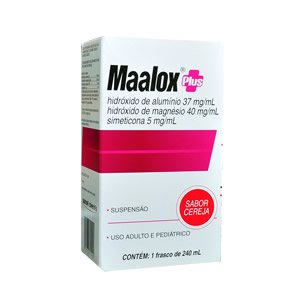 Maalox® Plus
hidróxido de alumínio 37 mg/mL
hidróxido de magnésio 40 mg/mL
simeticona 5 mg/mL
• SUSPENSÃO
SABOR
CEREJA
• USO ADULTO E PEDIÁTRICO
CONTÉM: 1 frasco de 240 mL